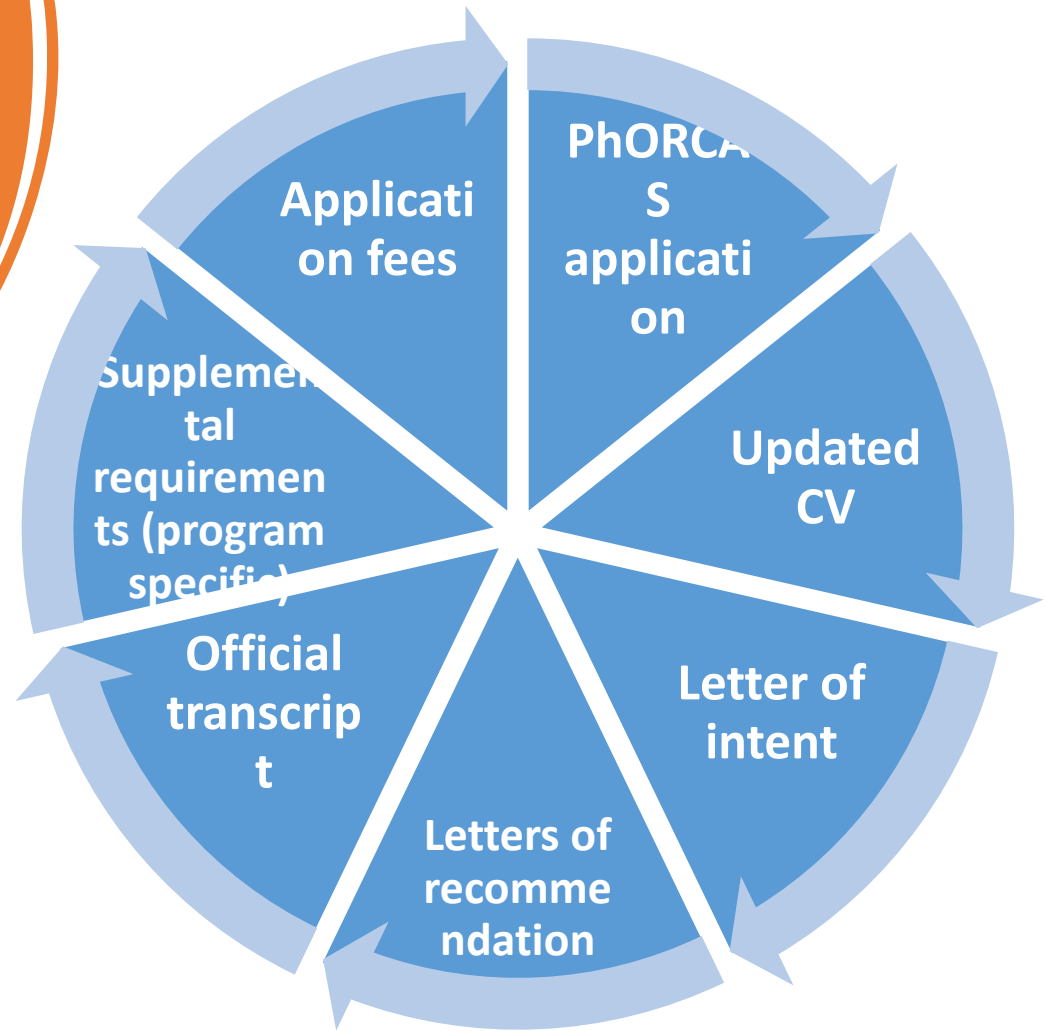 PhORCA
S
applicati
on
Updated
CV
Letter of
intent
Letters of
recomme
ndation
Official
transcrip
t
Supplemen
tal
requiremen
ts (program
specific)
Applicati
on fees